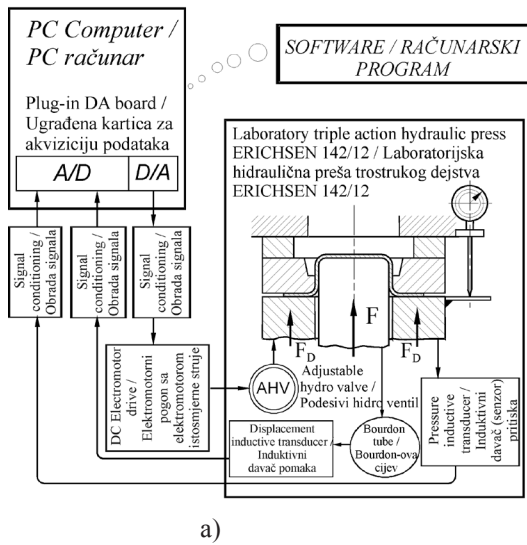 PC Computer /
PC računar
Plug-in DA board /
Ugrađena kartica za
akviziciju podataka
A/D
D/A
SOFTWARE / RAČUNARSKI
PROGRAM
Signal
conditioning /
Obrada signala
Signal
conditioning /
Obrada signala
Signal
conditioning /
Obrada signala
Laboratory triple action hydraulic press
ERICHSEN 142/12 / Laboratorijska
hidraulična preša trostrukog dejstva
ERICHSEN 142/12
F
F_D
F_D
DC Electromotor
drive /
Elektromotorni
pogon sa
elektromotorom
istosmjerne struje
AHV
Adjustable
hydro valve /
Podesivi hidro ventil
Displacement
inductive transducer /
Induktivni
davač pomaka
Bourdon
tube /
Bourdon-ova
cijev
Pressure
inductive
transducer /
Induktivni
davač (senzor)
pritiska
a)